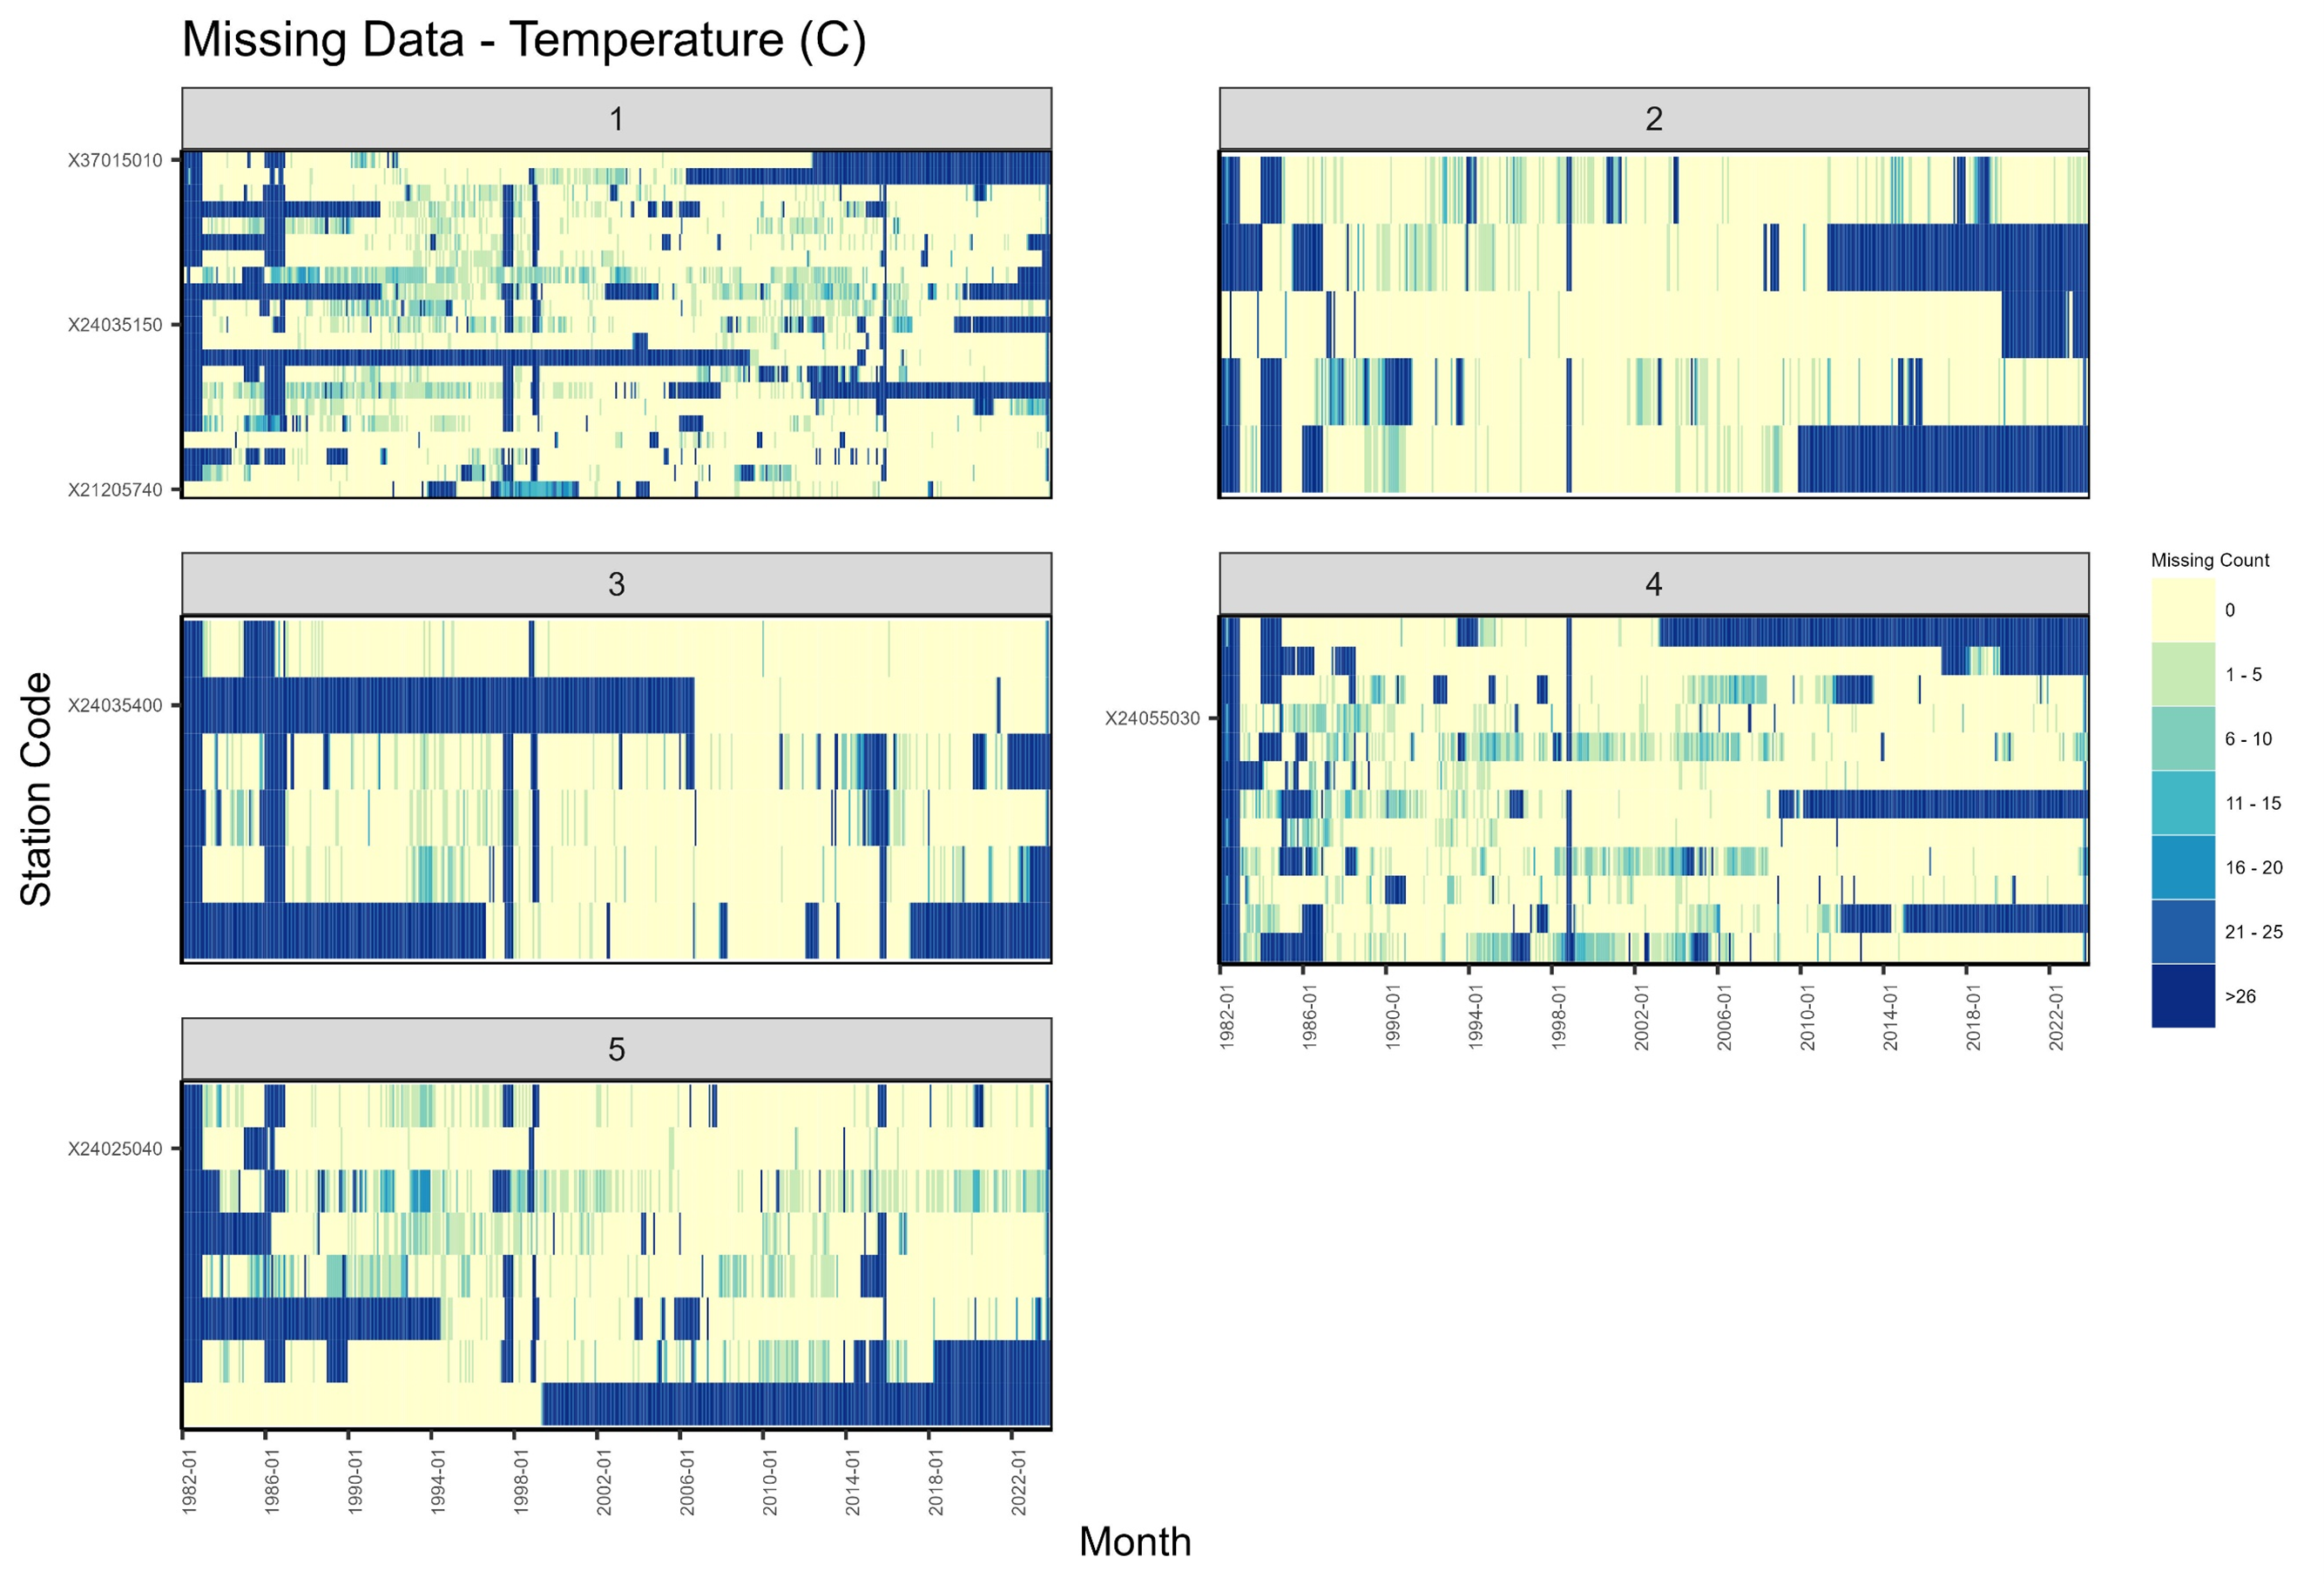 Missing Data - Temperature (C)
1
2
X37015010
X24035150
X21205740
3
4
X24035400
X24055030
Missing Count
0
1 - 5
6 - 10
11 - 15
16 - 20
21 - 25
>26
1982-01
1986-01
1990-01
1994-01
1998-01
2002-01
2006-01
2010-01
2014-01
2018-01
2022-01
Station Code
5
X24025040
1982-01
1986-01
1990-01
1994-01
1998-01
2002-01
2006-01
2010-01
2014-01
2018-01
2022-01
Month